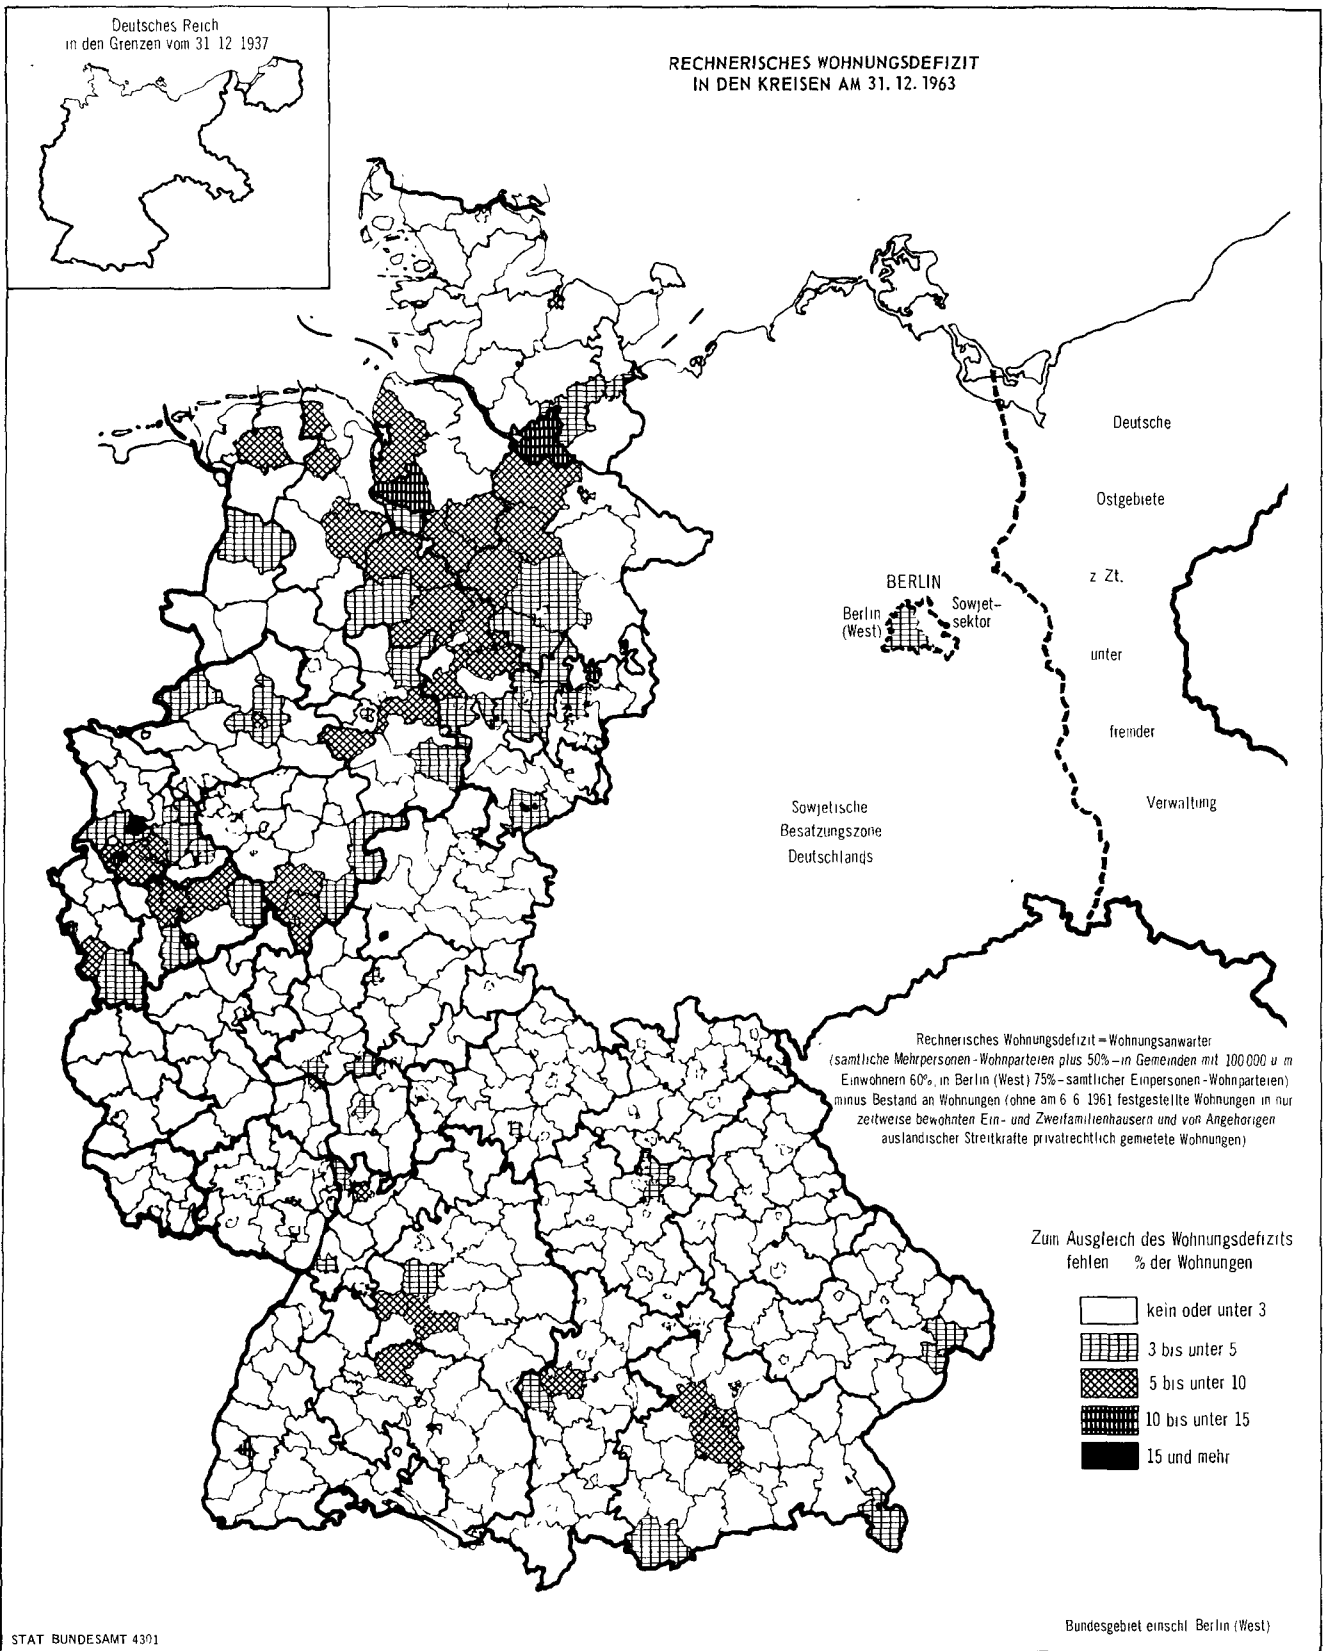 Deutsches Reich
in den Grenzen vom 31 12 1937
RECHNERISCHES WOHNUNGSDEFIZIT
IN DEN KREISEN AM 31. 12. 1963
Deutsche
Ostgebiete
z Zt.
unter
fremder
Verwaltung
BERLIN
Berlin
(West)
Sowjet-
sektor
Sowjetische
Besatzungszone
Deutschlands
Rechnerisches Wohnungsdefizit = Wohnungsanwarter
(samtliche Mehrpersonen-Wohnparteien plus 50% - in Gemeinden mit 100 000 u m
Einwohnern 60%, in Berlin (West) 75% - samtlicher Einpersonen-Wohnparteien)
minus Bestand an Wohnungen (ohne am 6 6 1961 festgestellte Wohnungen in nur
zeitweise bewohnten Ein- und Zweifamilienhausern und von Angehorigen
auslandischer Streitkrafte privatrechtlich gemietete Wohnungen)
Zum Ausgleich des Wohnungsdefizits
fehlen % der Wohnungen
kein oder unter 3
3 bis unter 5
5 bis unter 10
10 bis unter 15
15 und mehr
Bundesgebiet einschl Berlin (West)
STAT BUNDESAMT 4301